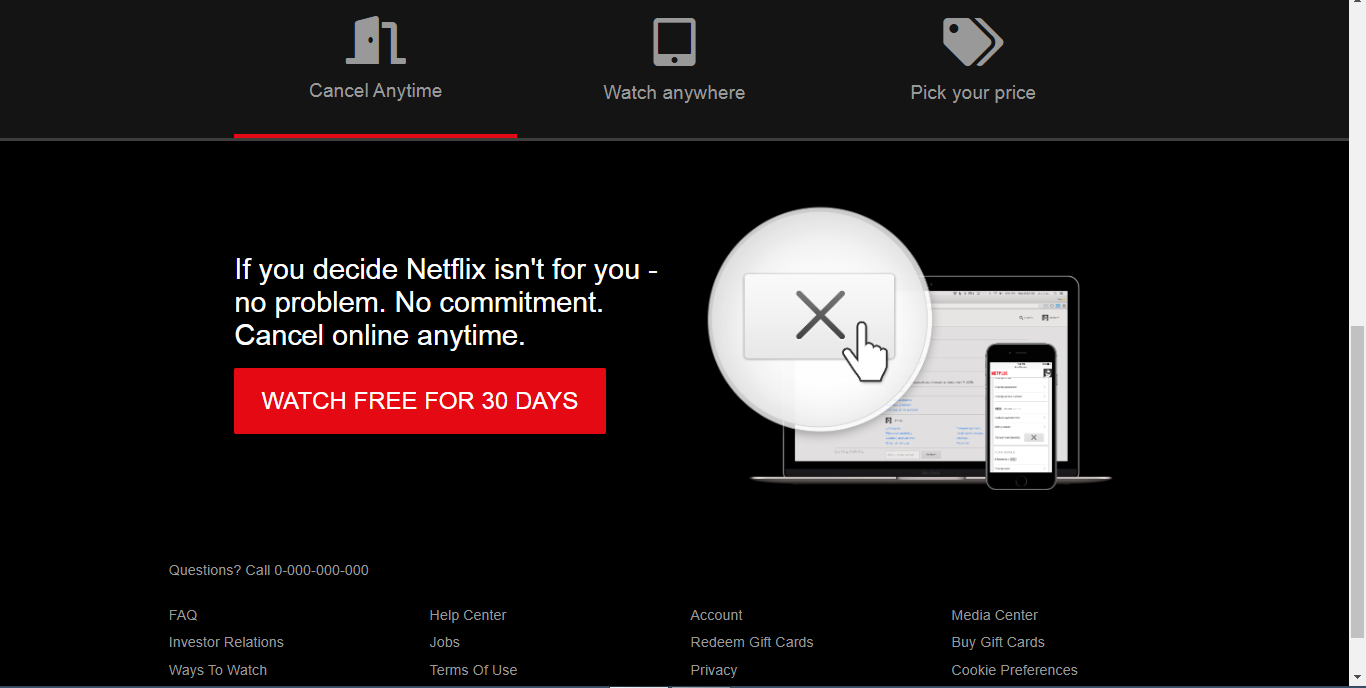 Cancel Anytime
Watch anywhere
Pick your price
If you decide Netflix isn't for you -
no problem. No commitment.
Cancel online anytime.
WATCH FREE FOR 30 DAYS
NETFLIX
Questions? Call 0-000-000-000
FAQ
Help Center
Account
Media Center
Investor Relations
Jobs
Redeem Gift Cards
Buy Gift Cards
Ways To Watch
Terms Of Use
Privacy
Cookie Preferences